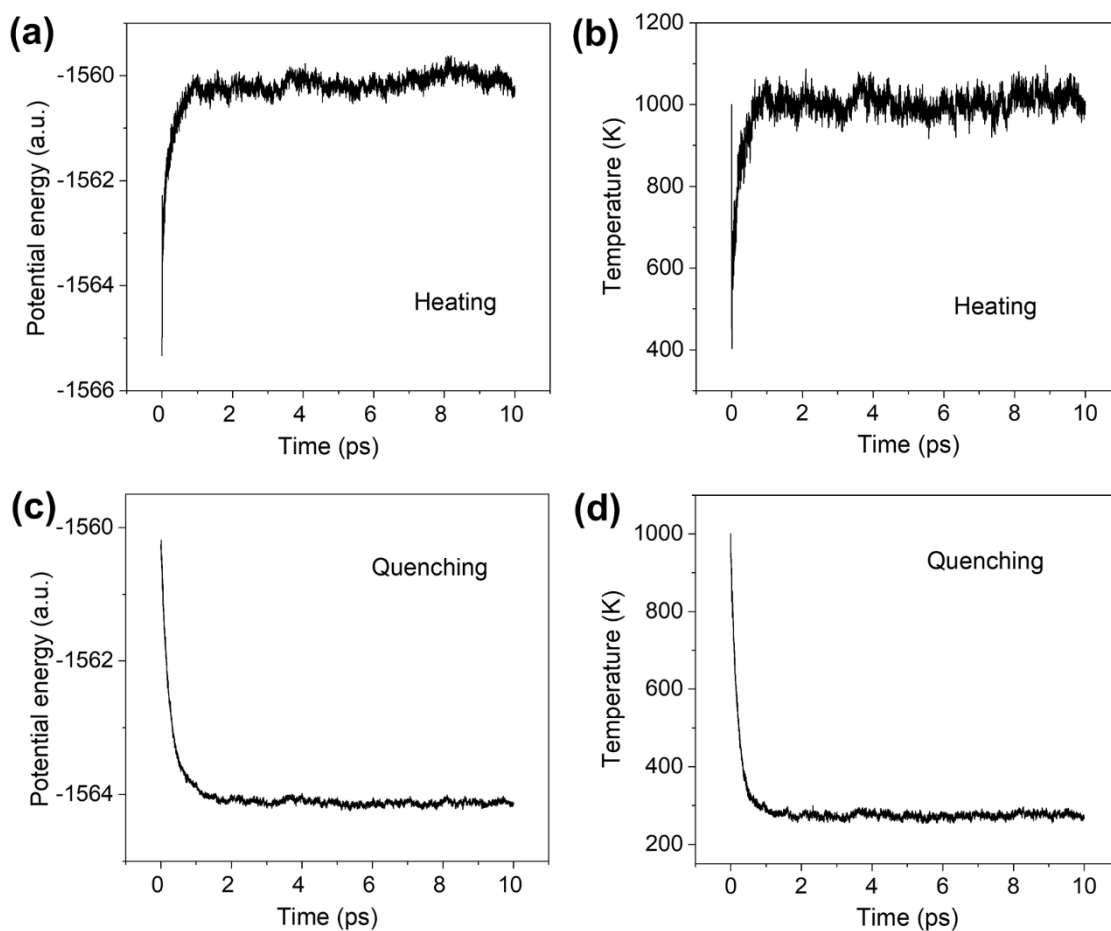 (a)
Potential energy (a.u.)
-1560
-1562
-1564
-1566
Heating
0 2 4 6 8 10
Time (ps)
(b)
Temperature (K)
1200
1000
800
600
400
Heating
0 2 4 6 8 10
Time (ps)
(c)
Potential energy (a.u.)
-1560
-1562
-1564
Quenching
0 2 4 6 8 10
Time (ps)
(d)
Temperature (K)
1000
800
600
400
200
Quenching
0 2 4 6 8 10
Time (ps)